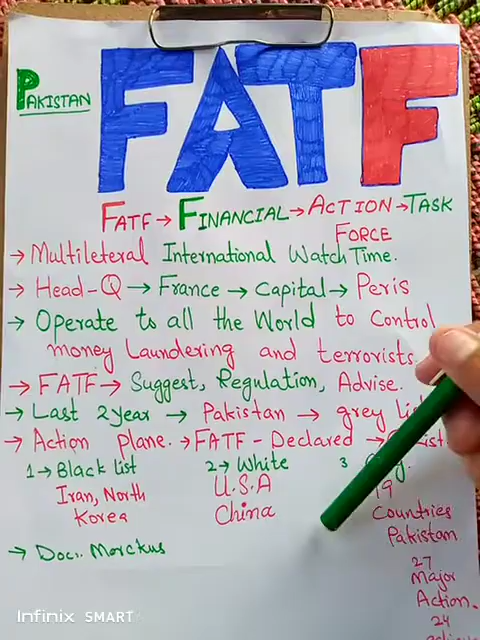 PAKISTAN
FATF
FATF → FINANCIAL → ACTION → TASK
FORCE
→ Multileteral International Watch Time.
→ Head-Q → France → Capital → Peris
→ Operate to all the World to Control
money Laundering and terrorists.
→ FATF → Suggest, Regulation, Advise.
→ Last 2 year → Pakistan → grey
→ Action plane. → FATF - Declared →
1 → Black list 2 → White 3
Iran, North U.S.A 19
Korea China Countries
Pakistan
→ Doc:. Morckus
27
Major
Action.
24
Infinix SMART